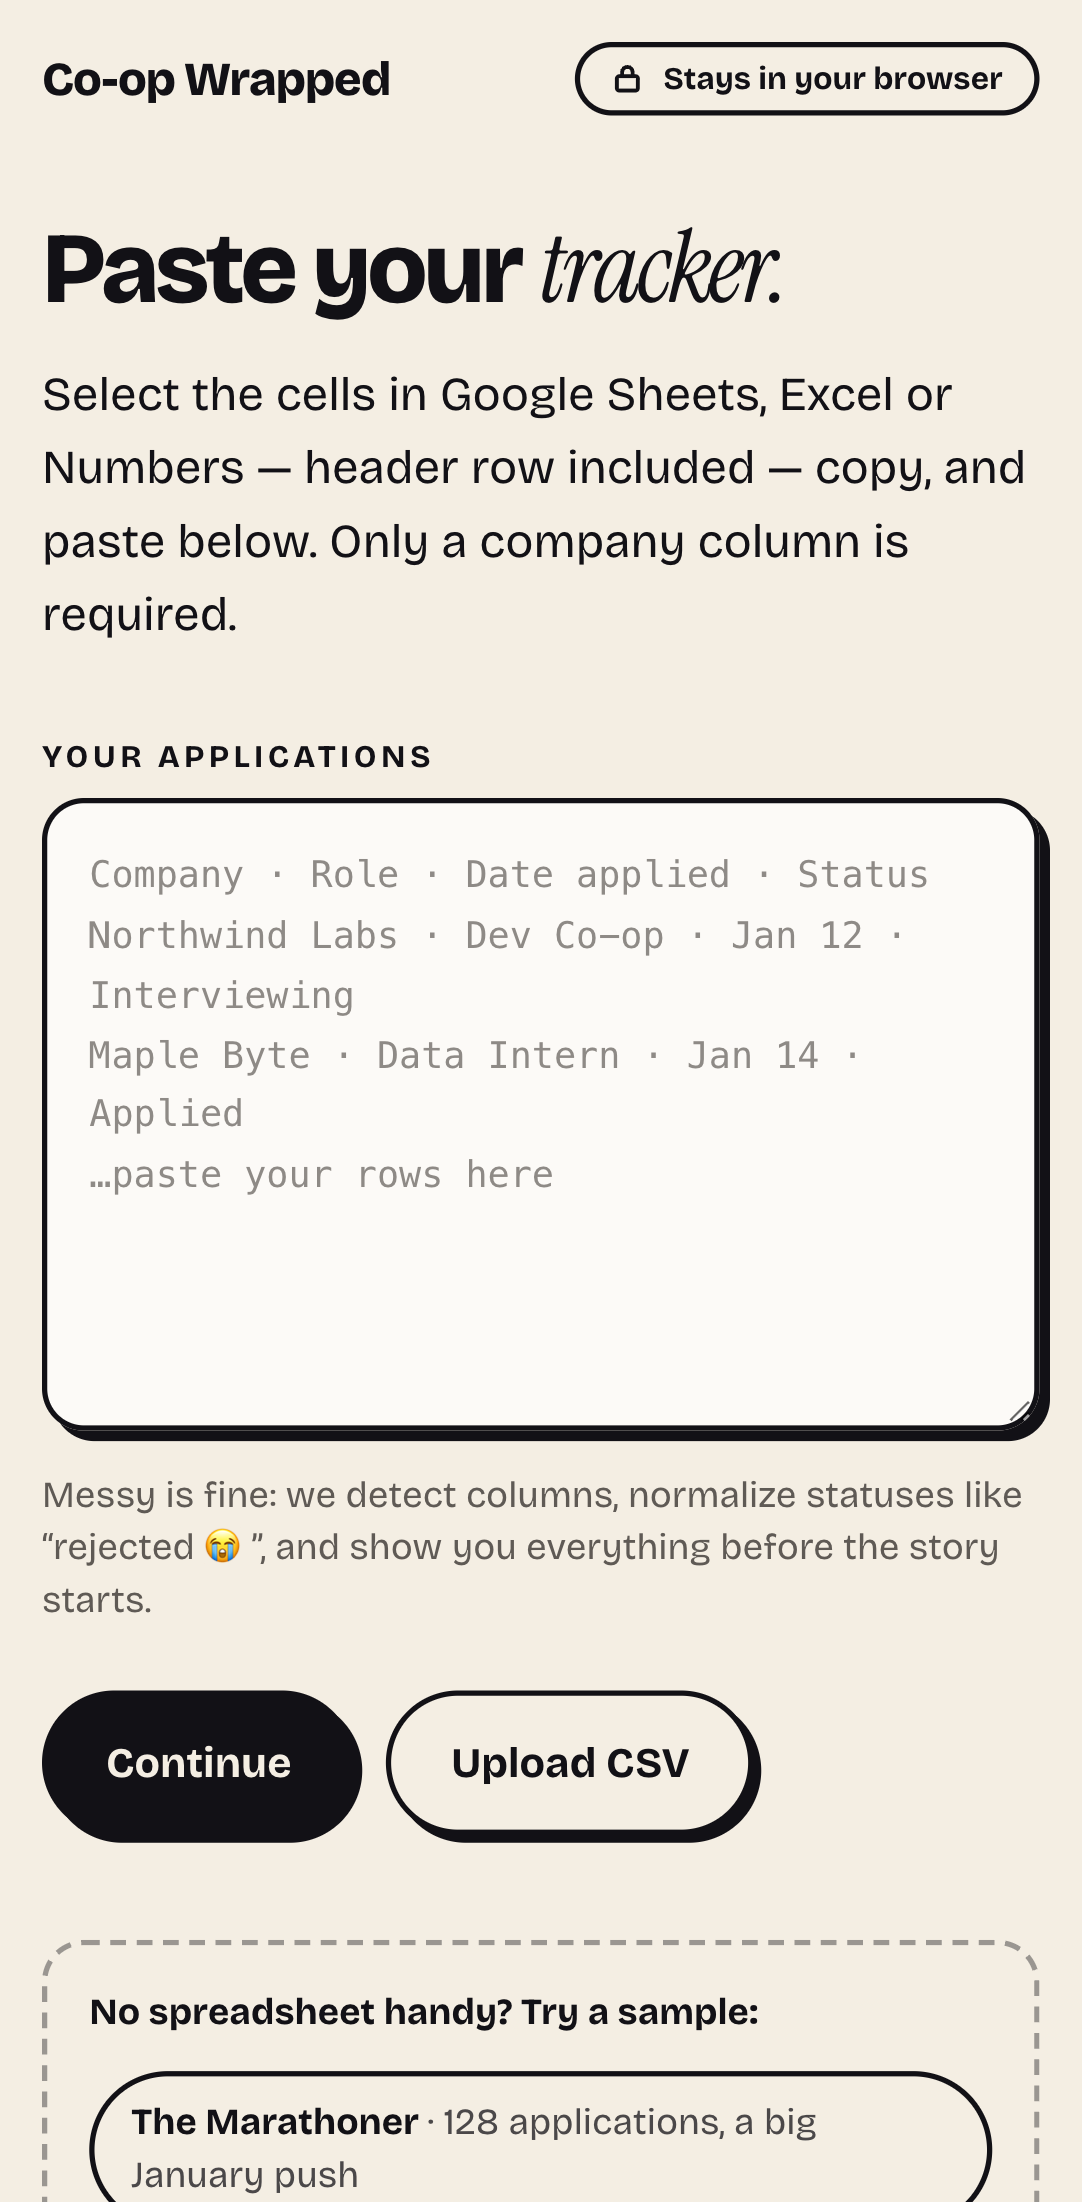 Co-op Wrapped
Stays in your browser
Paste your tracker.
Select the cells in Google Sheets, Excel or
Numbers — header row included — copy, and
paste below. Only a company column is
required.
YOUR APPLICATIONS
Company · Role · Date applied · Status
Northwind Labs · Dev Co-op · Jan 12 ·
Interviewing
Maple Byte · Data Intern · Jan 14 ·
Applied
…paste your rows here
Messy is fine: we detect columns, normalize statuses like
“rejected 😭 ”, and show you everything before the story
starts.
Continue
Upload CSV
No spreadsheet handy? Try a sample:
The Marathoner · 128 applications, a big
January push